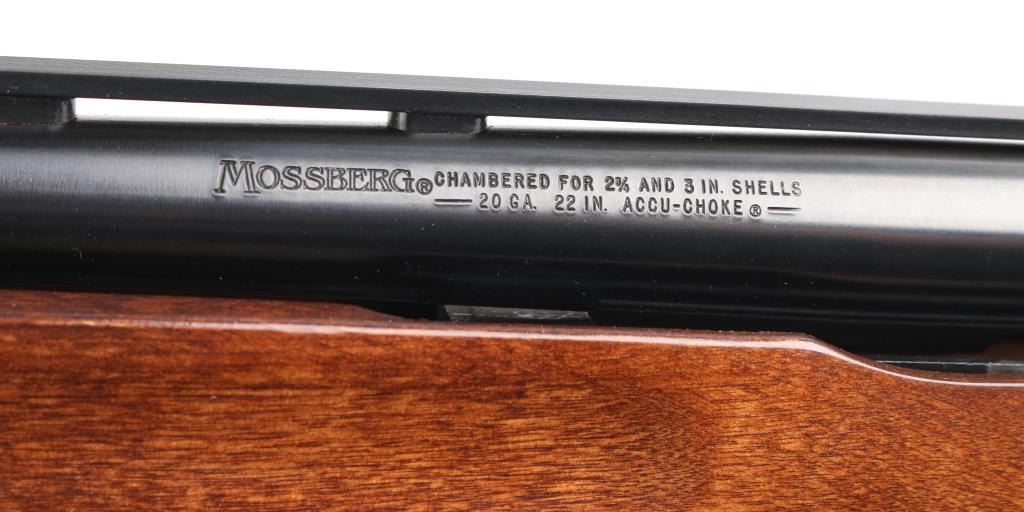 MOSSBERG® CHAMBERED FOR 2¾ AND 3 IN. SHELLS
20 GA. 22 IN. ACCU-CHOKE®